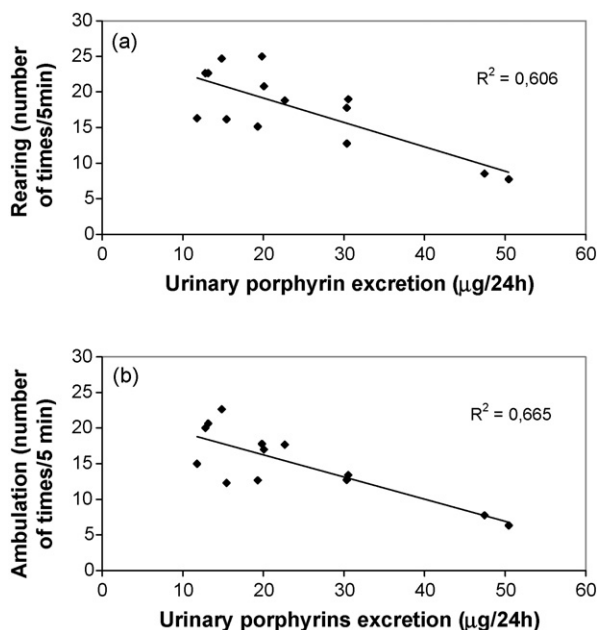 (a)
R² = 0,606
Rearing (number
of times/5min)
30
25
20
15
10
5
0
0 10 20 30 40 50 60
Urinary porphyrin excretion (µg/24h)
(b)
R² = 0,665
Ambulation (number
of times/5 min)
30
25
20
15
10
5
0
0 10 20 30 40 50 60
Urinary porphyrins excretion (µg/24h)